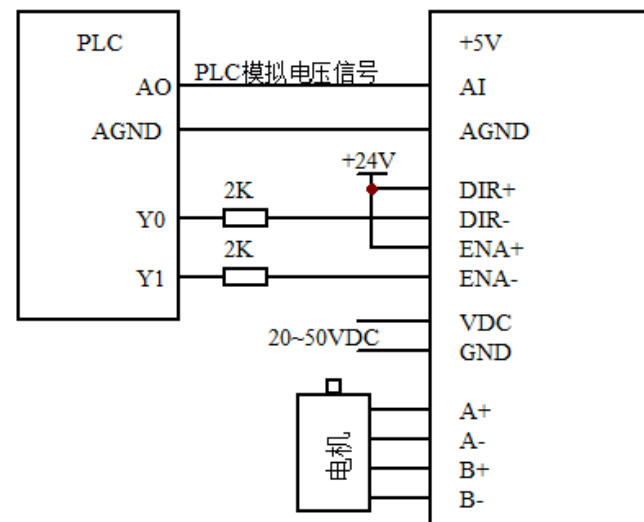 PLC
+5V
AO
PLC模拟电压信号
AI
AGND
AGND
+24V
DIR+
2K
Y0
DIR-
ENA+
2K
Y1
ENA-
VDC
20~50VDC
GND
A+
电机
A-
B+
B-